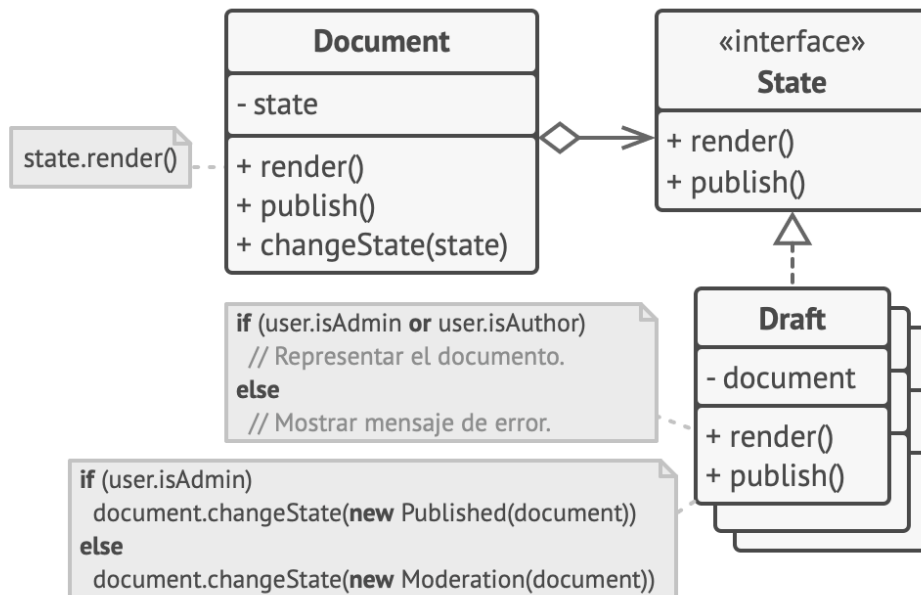 Document
- state
+ render()
+ publish()
+ changeState(state)
«interface»
State
+ render()
+ publish()
state.render()
Draft
- document
+ render()
+ publish()
if (user.isAdmin or user.isAuthor)
// Representar el documento.
else
// Mostrar mensaje de error.
if (user.isAdmin)
document.changeState(new Published(document))
else
document.changeState(new Moderation(document))